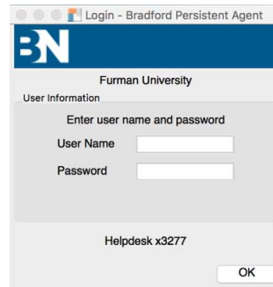 Login - Bradford Persistent Agent
BN
Furman University
User Information
Enter user name and password
User Name
Password
Helpdesk x3277
OK